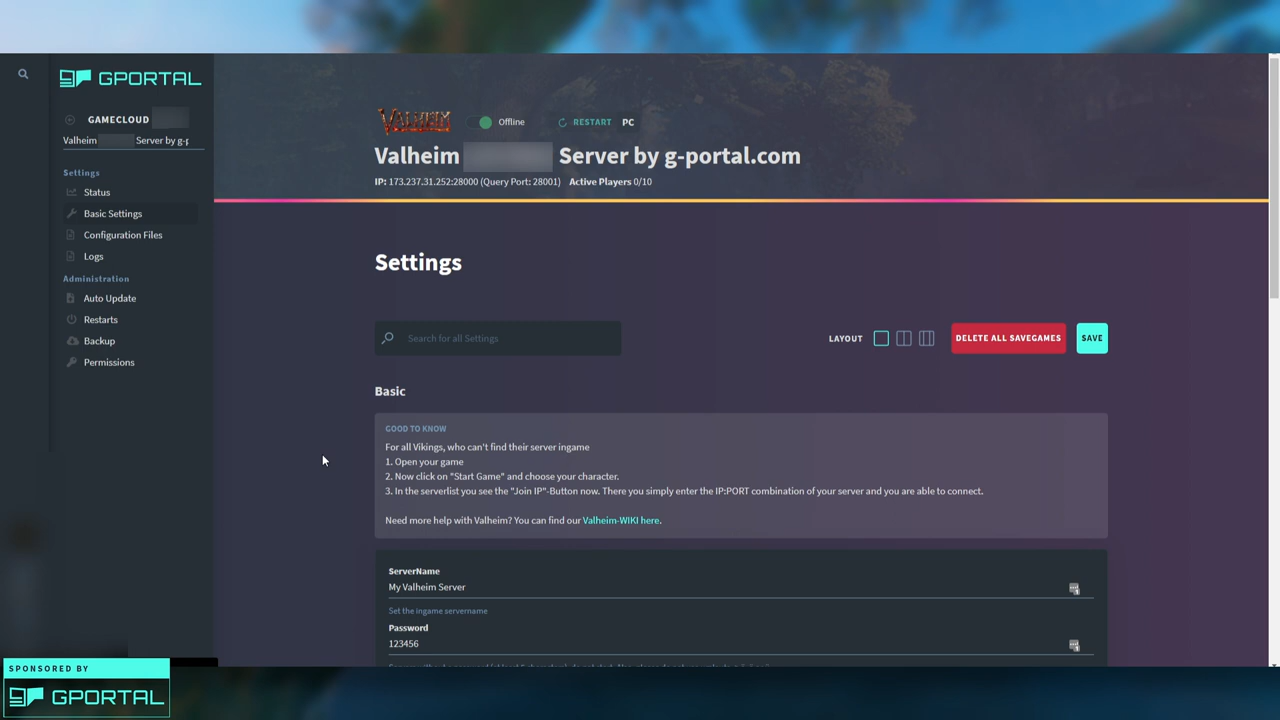 GPORTAL
GAMECLOUD
Valheim Server by g-p
Settings
Status
Basic Settings
Configuration Files
Logs
Administration
Auto Update
Restarts
Backup
Permissions
VALHEIM
Offline
RESTART
PC
Valheim Server by g-portal.com
IP: 173.237.31.252:28000 (Query Port: 28001) Active Players 0/10
Settings
Search for all Settings
LAYOUT
DELETE ALL SAVEGAMES
SAVE
Basic
GOOD TO KNOW
For all Vikings, who can't find their server ingame
1. Open your game
2. Now click on "Start Game" and choose your character.
3. In the serverlist you see the "Join IP"-Button now. There you simply enter the IP:PORT combination of your server and you are able to connect.
Need more help with Valheim? You can find our Valheim-WIKI here.
ServerName
My Valheim Server
Set the ingame servername
Password
123456
SPONSORED BY
GPORTAL